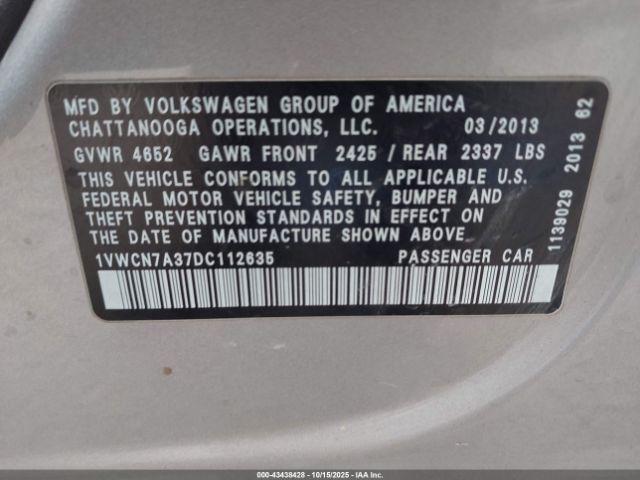 MFD BY VOLKSWAGEN GROUP OF AMERICA
CHATTANOOGA OPERATIONS, LLC. 03/2013
GVWR 4652 GAWR FRONT 2425 / REAR 2337 LBS
THIS VEHICLE CONFORMS TO ALL APPLICABLE U.S.
FEDERAL MOTOR VEHICLE SAFETY, BUMPER AND
THEFT PREVENTION STANDARDS IN EFFECT ON
THE DATE OF MANUFACTURE SHOWN ABOVE.
1VWCN7A37DC112635 PASSENGER CAR
1139029 2013 62
000-43438428 - 10/15/2025 - IAAI.com